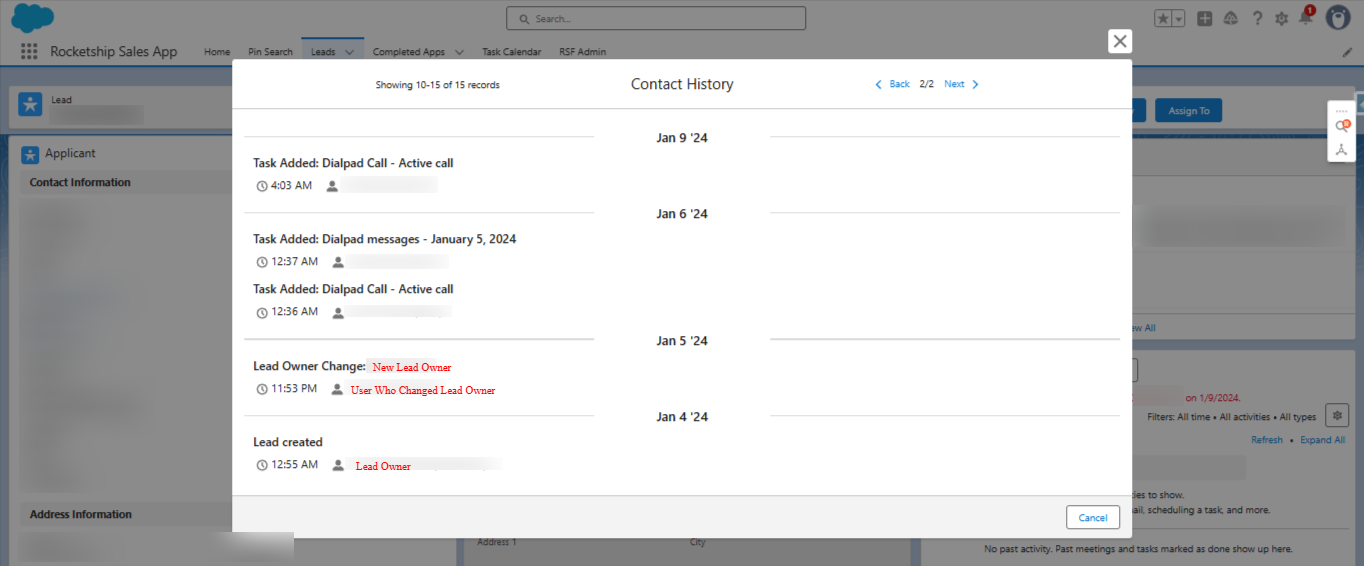 Search...
1
Rocketship Sales App
Home Pin Search Leads Completed Apps Task Calendar RSF Admin
Lead
Assign To
Applicant
Contact Information
Showing 10-15 of 15 records
Contact History
Back 2/2 Next
Jan 9 '24
Task Added: Dialpad Call - Active call
4:03 AM
Jan 6 '24
Task Added: Dialpad messages - January 5, 2024
12:37 AM
Task Added: Dialpad Call - Active call
12:36 AM
Jan 5 '24
Lead Owner Change: New Lead Owner
11:53 PM User Who Changed Lead Owner
Jan 4 '24
Lead created
12:55 AM Lead Owner
Cancel
ew All
on 1/9/2024.
Filters: All time • All activities • All types
Refresh • Expand All
ies to show.
ail, scheduling a task, and more.
No past activity. Past meetings and tasks marked as done show up here.
Address Information
Address 1 City